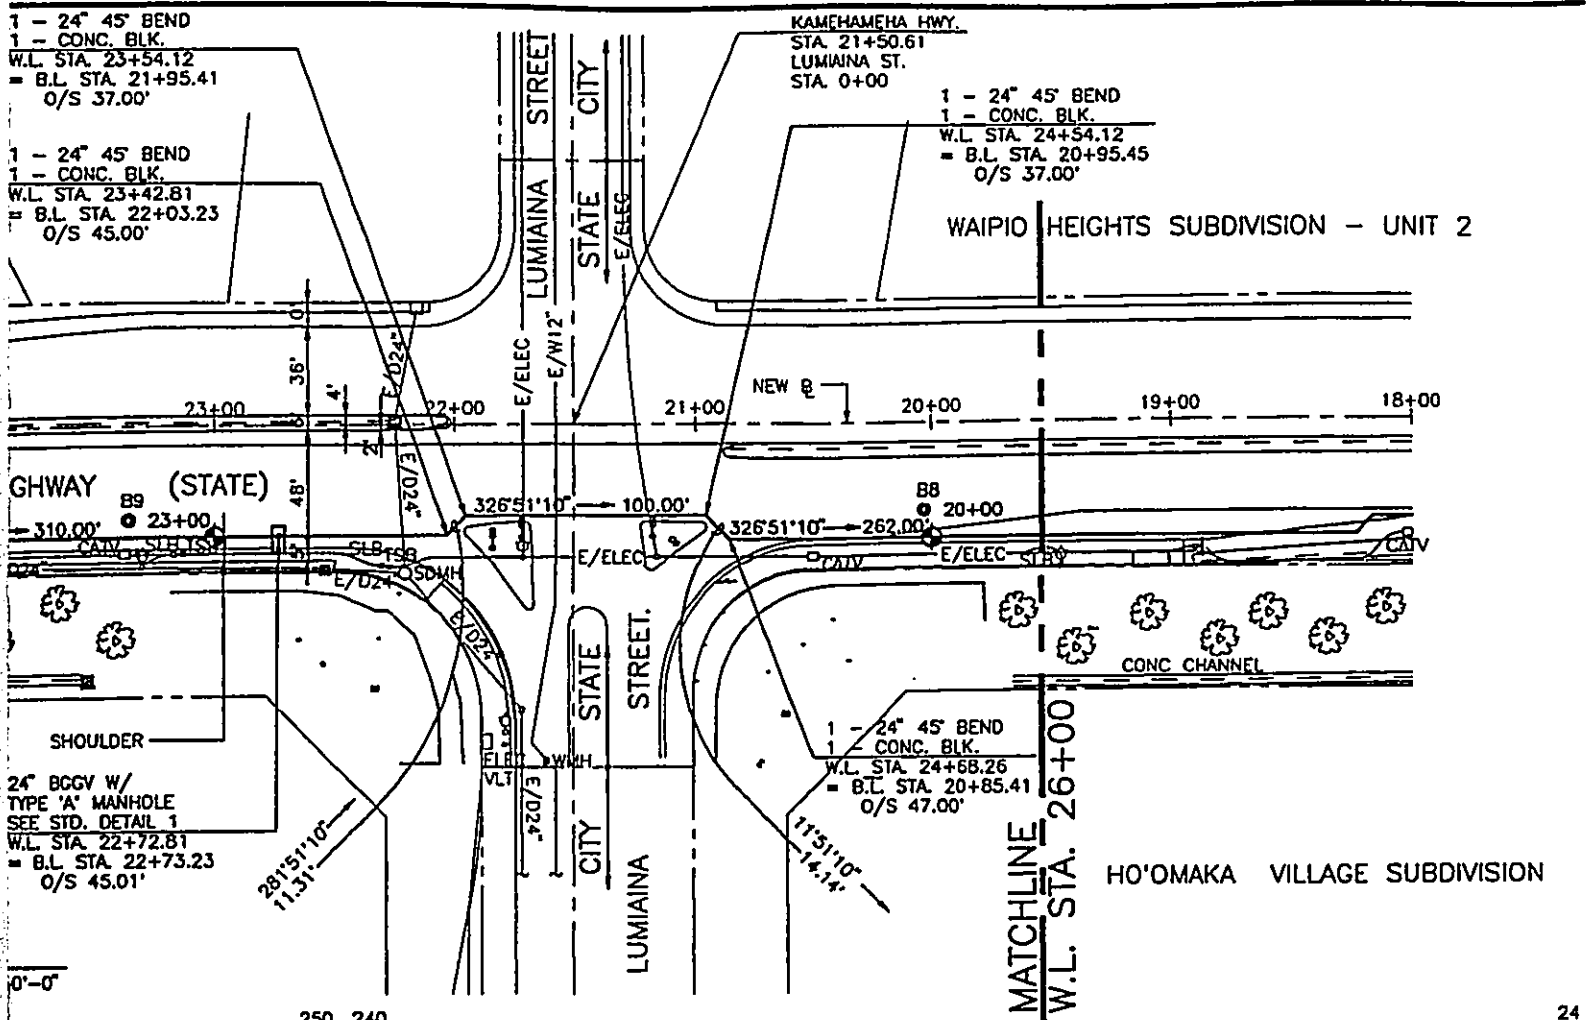 1 - 24" 45° BEND
1 - CONC. BLK.
W.L. STA. 23+54.12
= B.L. STA. 21+95.41
O/S 37.00'
1 - 24" 45° BEND
1 - CONC. BLK.
W.L. STA. 23+42.81
= B.L. STA. 22+03.23
O/S 45.00'
KAMEHAMEHA HWY.
STA. 21+50.61
LUMIAINA ST.
STA. 0+00
1 - 24" 45° BEND
1 - CONC. BLK.
W.L. STA. 24+54.12
= B.L. STA. 20+95.45
O/S 37.00'
LUMIAINA STREET
STATE CITY
E/ELEC
WAIPIO HEIGHTS SUBDIVISION - UNIT 2
E/ELEC
E/W12"
E/D24"
36'
4'
2'
48'
NEW BL
23+00
22+00
21+00
20+00
19+00
18+00
GHWAY (STATE)
E/D24"
B9
23+00
310.00'
326°51'10" 100.00'
326°51'10" 262.00'
B8
20+00
CATV
SLB TSB
SLB TSB
E/ELEC
CATV
E/ELEC
CATV
E/D24"
SDMH
E/D24"
CONC CHANNEL
STATE
CITY
STREET.
LUMIAINA
SHOULDER
ELEC
VLT
WMH
E/D24"
24" BGGV W/
TYPE 'A' MANHOLE
SEE STD. DETAIL 1
W.L. STA. 22+72.81
= B.L. STA. 22+73.23
O/S 45.01'
281°51'10"
11.31'
1 - 24" 45° BEND
1 - CONC. BLK.
W.L. STA. 24+68.26
= B.L. STA. 20+85.41
O/S 47.00'
11°51'10"
14.14'
MATCHLINE
W.L. STA. 26+00
HO'OMAKA VILLAGE SUBDIVISION
0'-0"
250 240
24